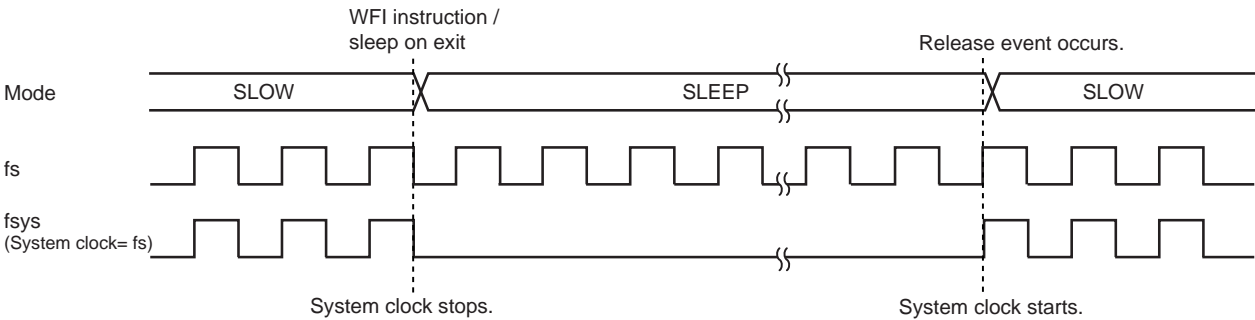 WFI instruction /
sleep on exit
Release event occurs.
Mode
SLOW
SLEEP
SLOW
fs
fsys
(System clock= fs)
System clock stops.
System clock starts.